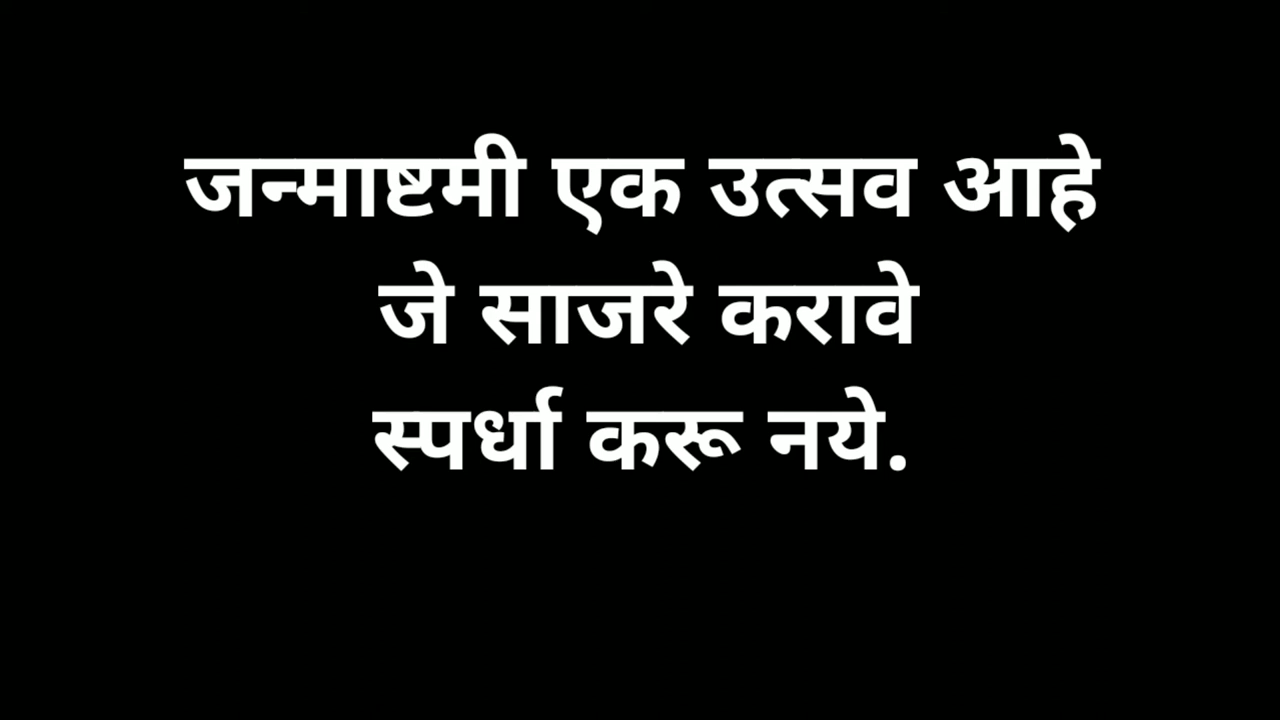 जन्माष्टमी एक उत्सव आहे
जे साजरे करावे
स्पर्धा करू नये.